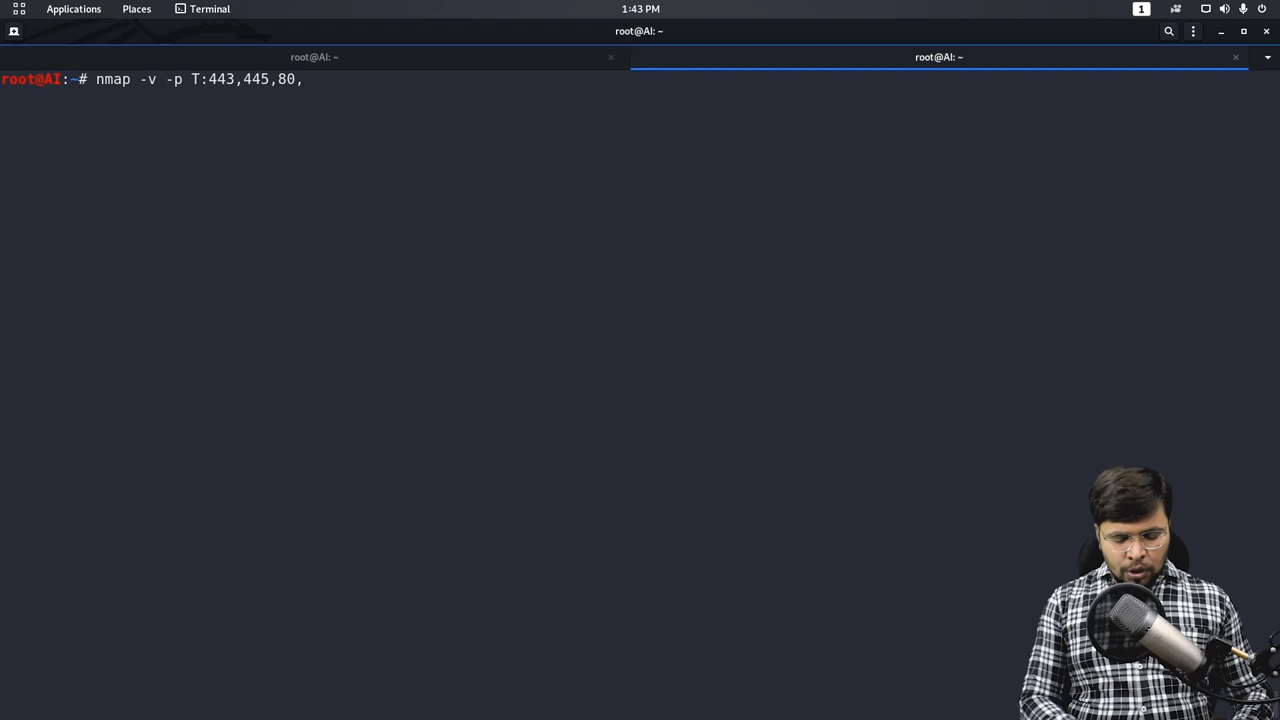 Applications Places Terminal 1:43 PM 1
root@AI: ~
root@AI: ~ root@AI: ~
root@AI:~# nmap -v -p T:443,445,80,